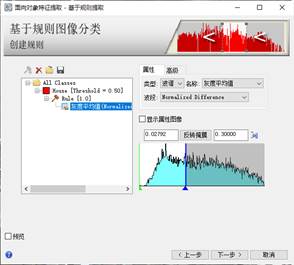 面向对象特征提取 - 基于规则提取
基于规则图像分类
创建规则
All Classes
House [Threshold = 0.50]
Rule [1.0]
灰度平均值(Normalized
属性 高级
类型: 波谱 名称: 灰度平均值
波段: Normalized Difference
显示属性图像
0.02792 反转掩膜 0.30000
预览
< 上一步 下一步 > 取消